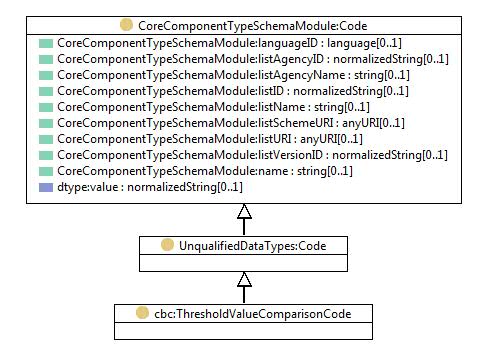 CoreComponentTypeSchemaModule:Code
CoreComponentTypeSchemaModule:languageID : language[0..1]
CoreComponentTypeSchemaModule:listAgencyID : normalizedString[0..1]
CoreComponentTypeSchemaModule:listAgencyName : string[0..1]
CoreComponentTypeSchemaModule:listID : normalizedString[0..1]
CoreComponentTypeSchemaModule:listName : string[0..1]
CoreComponentTypeSchemaModule:listSchemeURI : anyURI[0..1]
CoreComponentTypeSchemaModule:listURI : anyURI[0..1]
CoreComponentTypeSchemaModule:listVersionID : normalizedString[0..1]
CoreComponentTypeSchemaModule:name : string[0..1]
dtype:value : normalizedString[0..1]
UnqualifiedDataTypes:Code
cbc:ThresholdValueComparisonCode